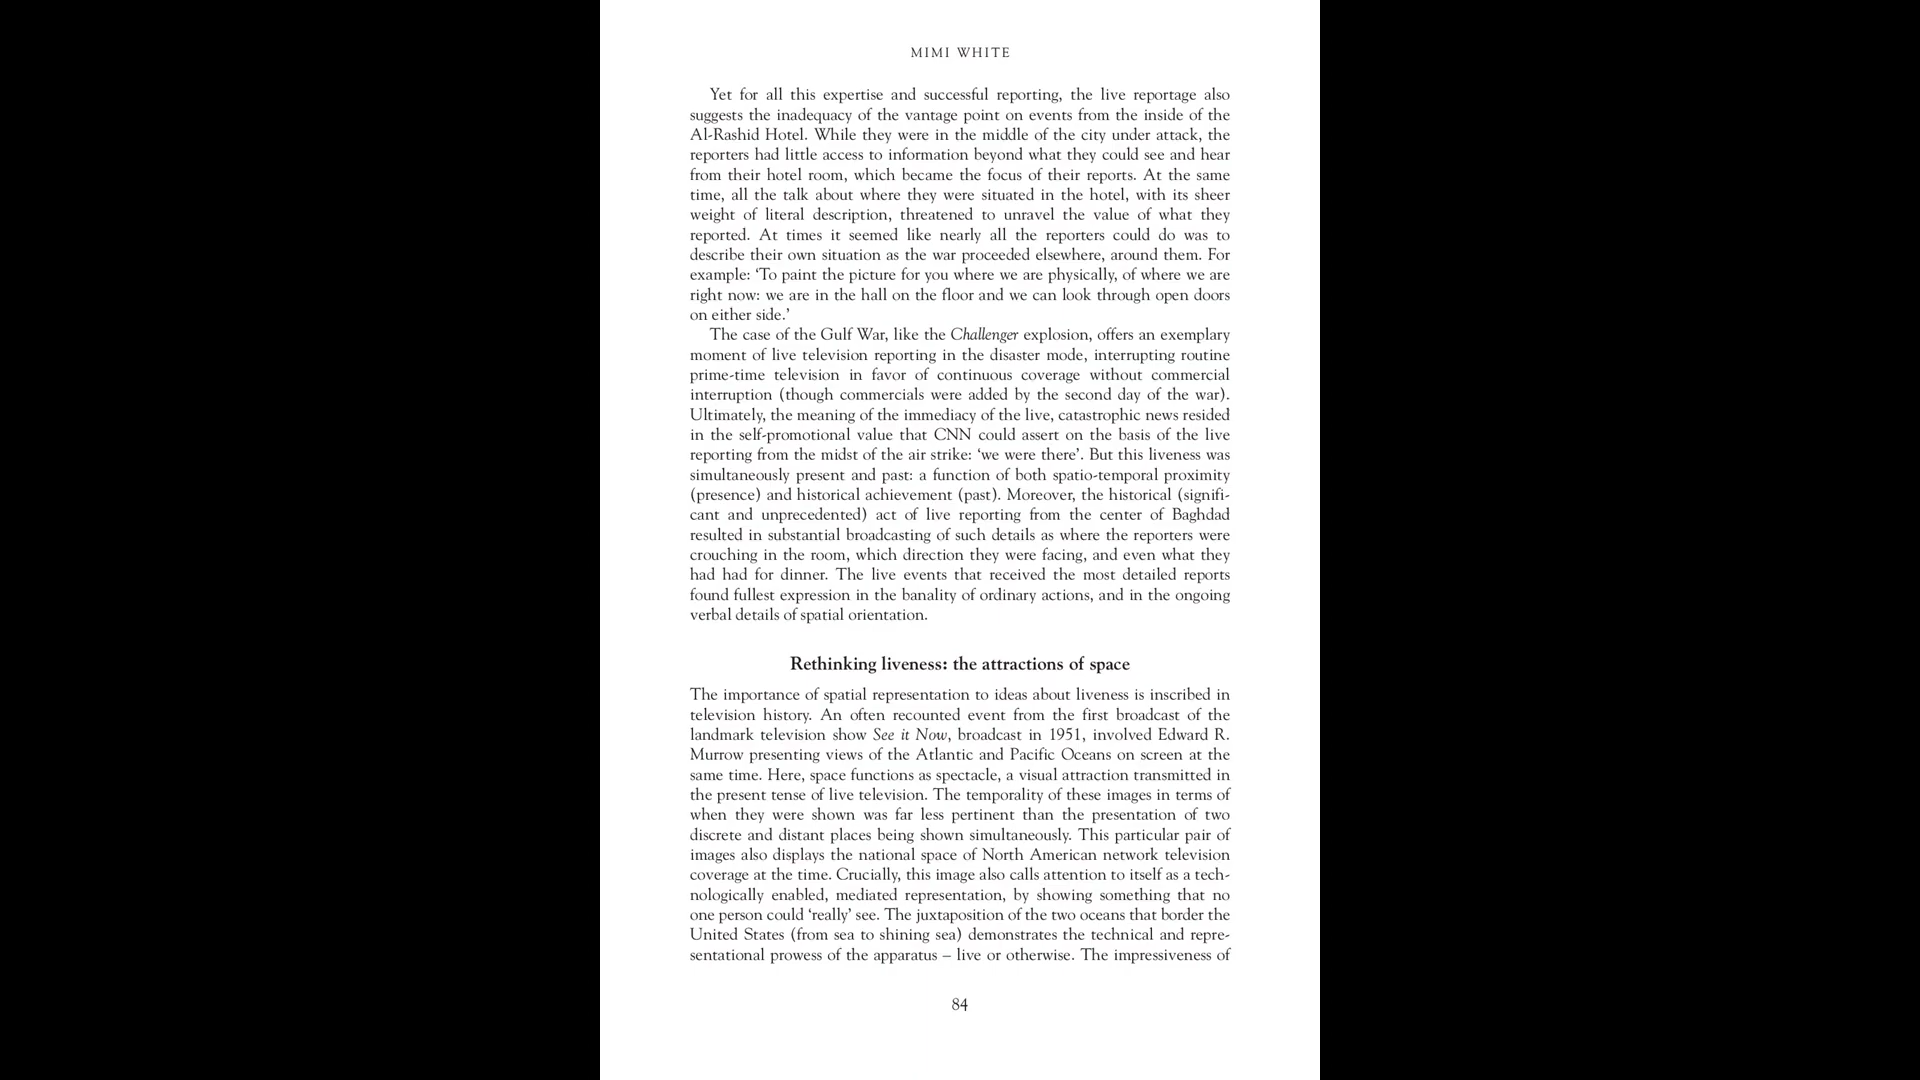 MIMI WHITE
Yet for all this expertise and successful reporting, the live reportage also
suggests the inadequacy of the vantage point on events from the inside of the
Al-Rashid Hotel. While they were in the middle of the city under attack, the
reporters had little access to information beyond what they could see and hear
from their hotel room, which became the focus of their reports. At the same
time, all the talk about where they were situated in the hotel, with its sheer
weight of literal description, threatened to unravel the value of what they
reported. At times it seemed like nearly all the reporters could do was to
describe their own situation as the war proceeded elsewhere, around them. For
example: ‘To paint the picture for you where we are physically, of where we are
right now: we are in the hall on the floor and we can look through open doors
on either side.’
The case of the Gulf War, like the Challenger explosion, offers an exemplary
moment of live television reporting in the disaster mode, interrupting routine
prime-time television in favor of continuous coverage without commercial
interruption (though commercials were added by the second day of the war).
Ultimately, the meaning of the immediacy of the live, catastrophic news resided
in the self-promotional value that CNN could assert on the basis of the live
reporting from the midst of the air strike: ‘we were there’. But this liveness was
simultaneously present and past: a function of both spatio-temporal proximity
(presence) and historical achievement (past). Moreover, the historical (signifi-
cant and unprecedented) act of live reporting from the center of Baghdad
resulted in substantial broadcasting of such details as where the reporters were
crouching in the room, which direction they were facing, and even what they
had had for dinner. The live events that received the most detailed reports
found fullest expression in the banality of ordinary actions, and in the ongoing
verbal details of spatial orientation.
Rethinking liveness: the attractions of space
The importance of spatial representation to ideas about liveness is inscribed in
television history. An often recounted event from the first broadcast of the
landmark television show See it Now, broadcast in 1951, involved Edward R.
Murrow presenting views of the Atlantic and Pacific Oceans on screen at the
same time. Here, space functions as spectacle, a visual attraction transmitted in
the present tense of live television. The temporality of these images in terms of
when they were shown was far less pertinent than the presentation of two
discrete and distant places being shown simultaneously. This particular pair of
images also displays the national space of North American network television
coverage at the time. Crucially, this image also calls attention to itself as a tech-
nologically enabled, mediated representation, by showing something that no
one person could ‘really’ see. The juxtaposition of the two oceans that border the
United States (from sea to shining sea) demonstrates the technical and repre-
sentational prowess of the apparatus – live or otherwise. The impressiveness of
84